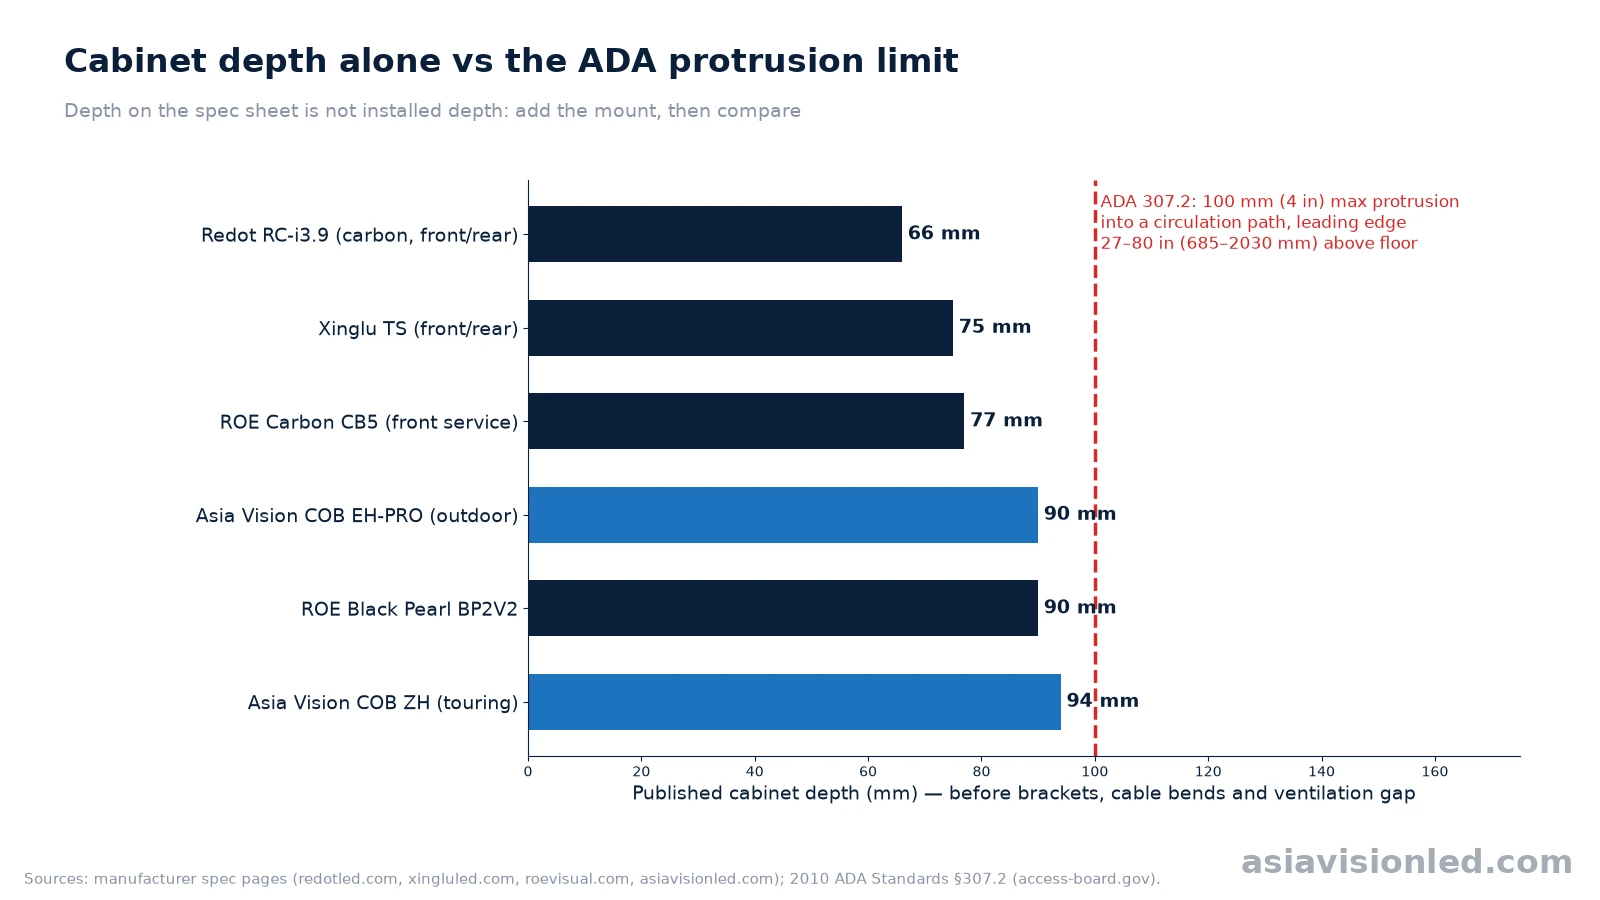 Cabinet depth alone vs the ADA protrusion limit
Depth on the spec sheet is not installed depth: add the mount, then compare
ADA 307.2: 100 mm (4 in) max protrusion
into a circulation path, leading edge
27–80 in (685–2030 mm) above floor
Redot RC-i3.9 (carbon, front/rear)
66 mm
Xinglu TS (front/rear)
75 mm
ROE Carbon CB5 (front service)
77 mm
Asia Vision COB EH-PRO (outdoor)
90 mm
ROE Black Pearl BP2V2
90 mm
Asia Vision COB ZH (touring)
94 mm
0 20 40 60 80 100 120 140 160
Published cabinet depth (mm) — before brackets, cable bends and ventilation gap
asiavisionled.com
Sources: manufacturer spec pages (redotled.com, xingluled.com, roevisual.com, asiavisionled.com); 2010 ADA Standards §307.2 (access-board.gov).